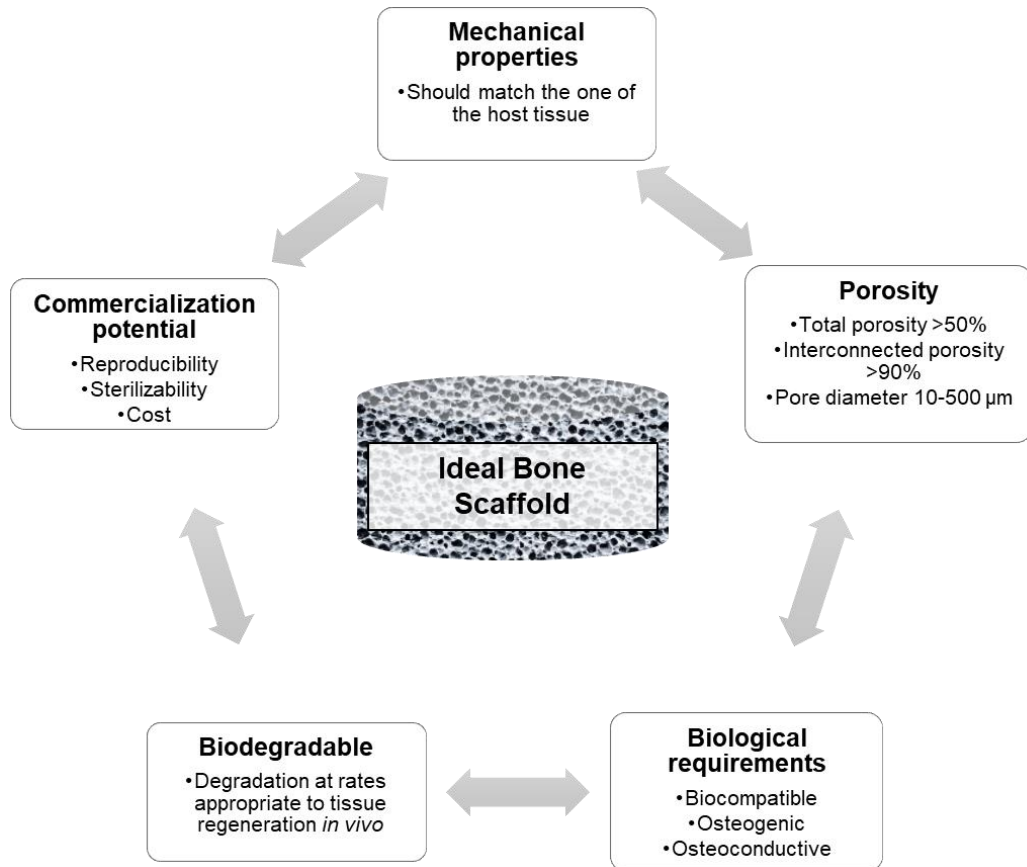 Mechanical
properties
•Should match the one of
the host tissue
Commercialization
potential
•Reproducibility
•Sterilizability
•Cost
Porosity
•Total porosity >50%
•Interconnected porosity
>90%
•Pore diameter 10-500 µm
Ideal Bone
Scaffold
Biodegradable
•Degradation at rates
appropriate to tissue
regeneration in vivo
Biological
requirements
•Biocompatible
•Osteogenic
•Osteoconductive